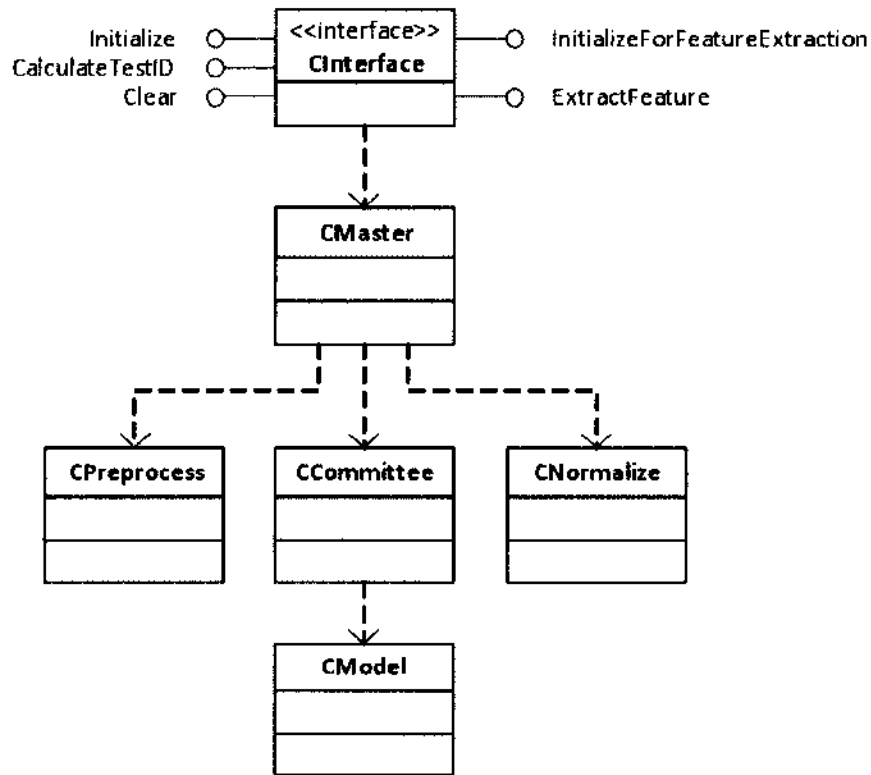 Initialize
<<interface>>
InitializeForFeatureExtraction
CalculateTestID
CInterface
Clear
ExtractFeature
CMaster
CPreprocess
CCommittee
CNormalize
CModel